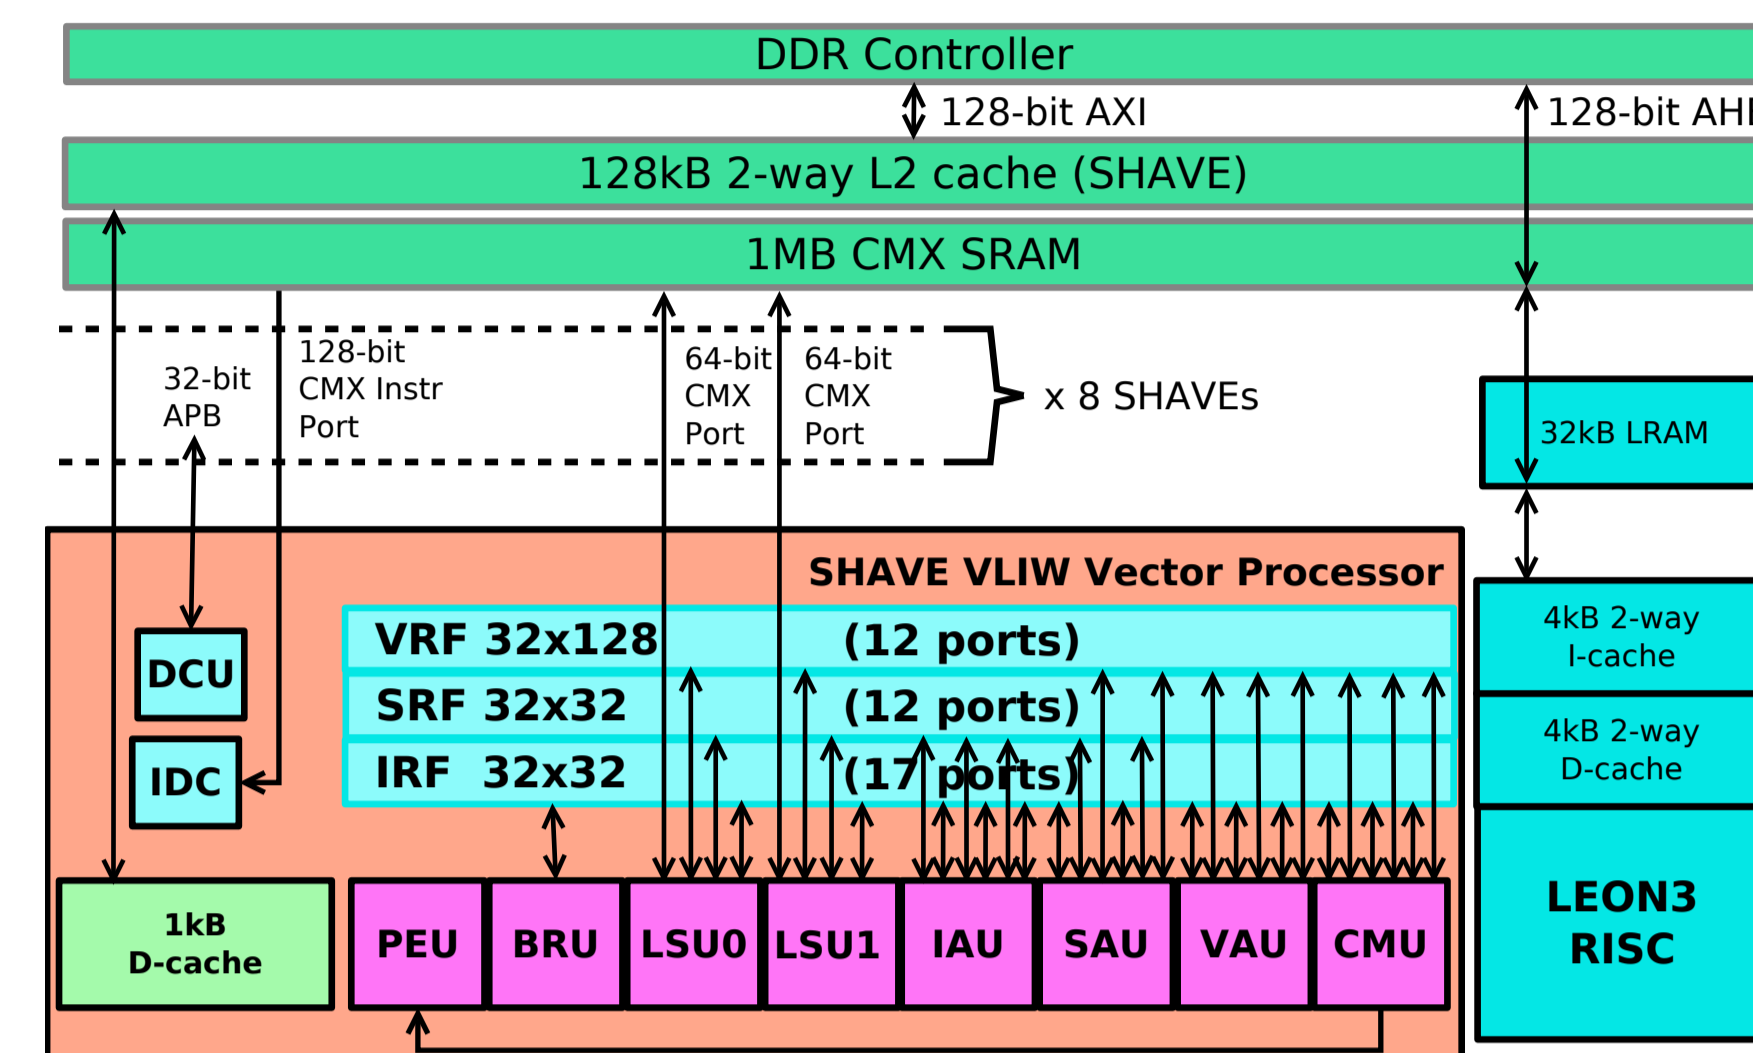 DDR Controller
128-bit AXI
128-bit AH
128kB 2-way L2 cache (SHAVE)
1MB CMX SRAM
32-bit
APB
128-bit
CMX Instr
Port
64-bit
CMX
Port
64-bit
CMX
Port
x 8 SHAVEs
32kB LRAM
SHAVE VLIW Vector Processor
VRF 32x128 (12 ports)
SRF 32x32 (12 ports)
IRF 32x32 (17 ports)
DCU
IDC
4kB 2-way
I-cache
4kB 2-way
D-cache
1kB
D-cache
PEU
BRU
LSU0
LSU1
IAU
SAU
VAU
CMU
LEON3
RISC